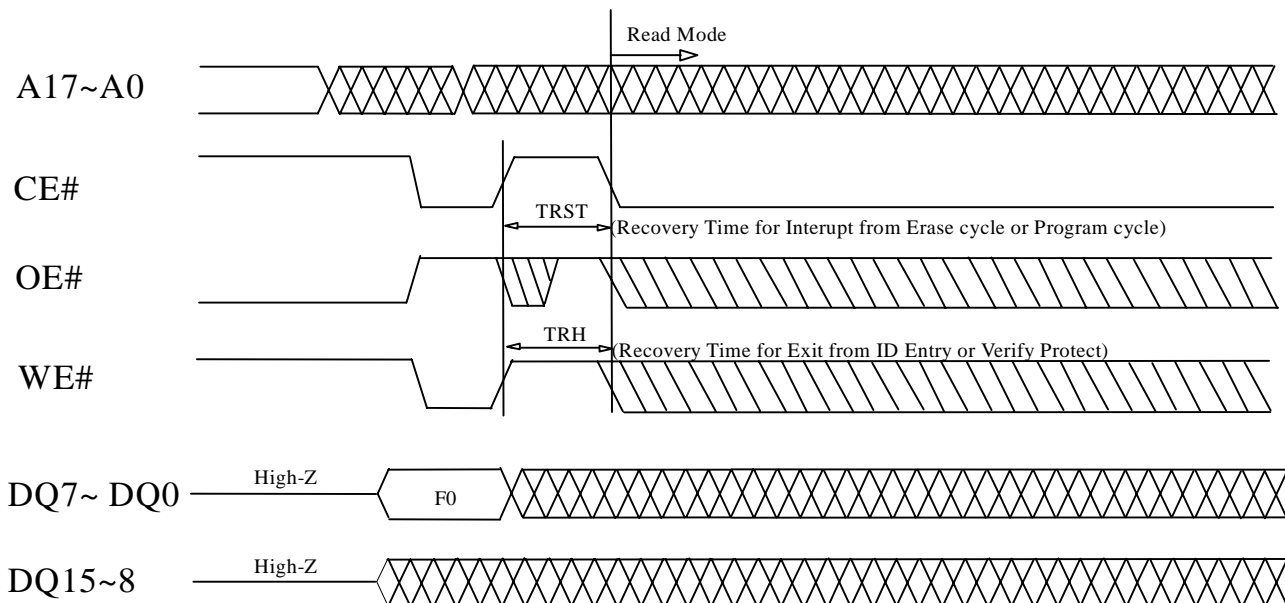 Read Mode
A17~A0
CE#
TRST
(Recovery Time for Interupt from Erase cycle or Program cycle)
OE#
TRH
(Recovery Time for Exit from ID Entry or Verify Protect)
WE#
High-Z
DQ7~ DQ0
F0
High-Z
DQ15~8